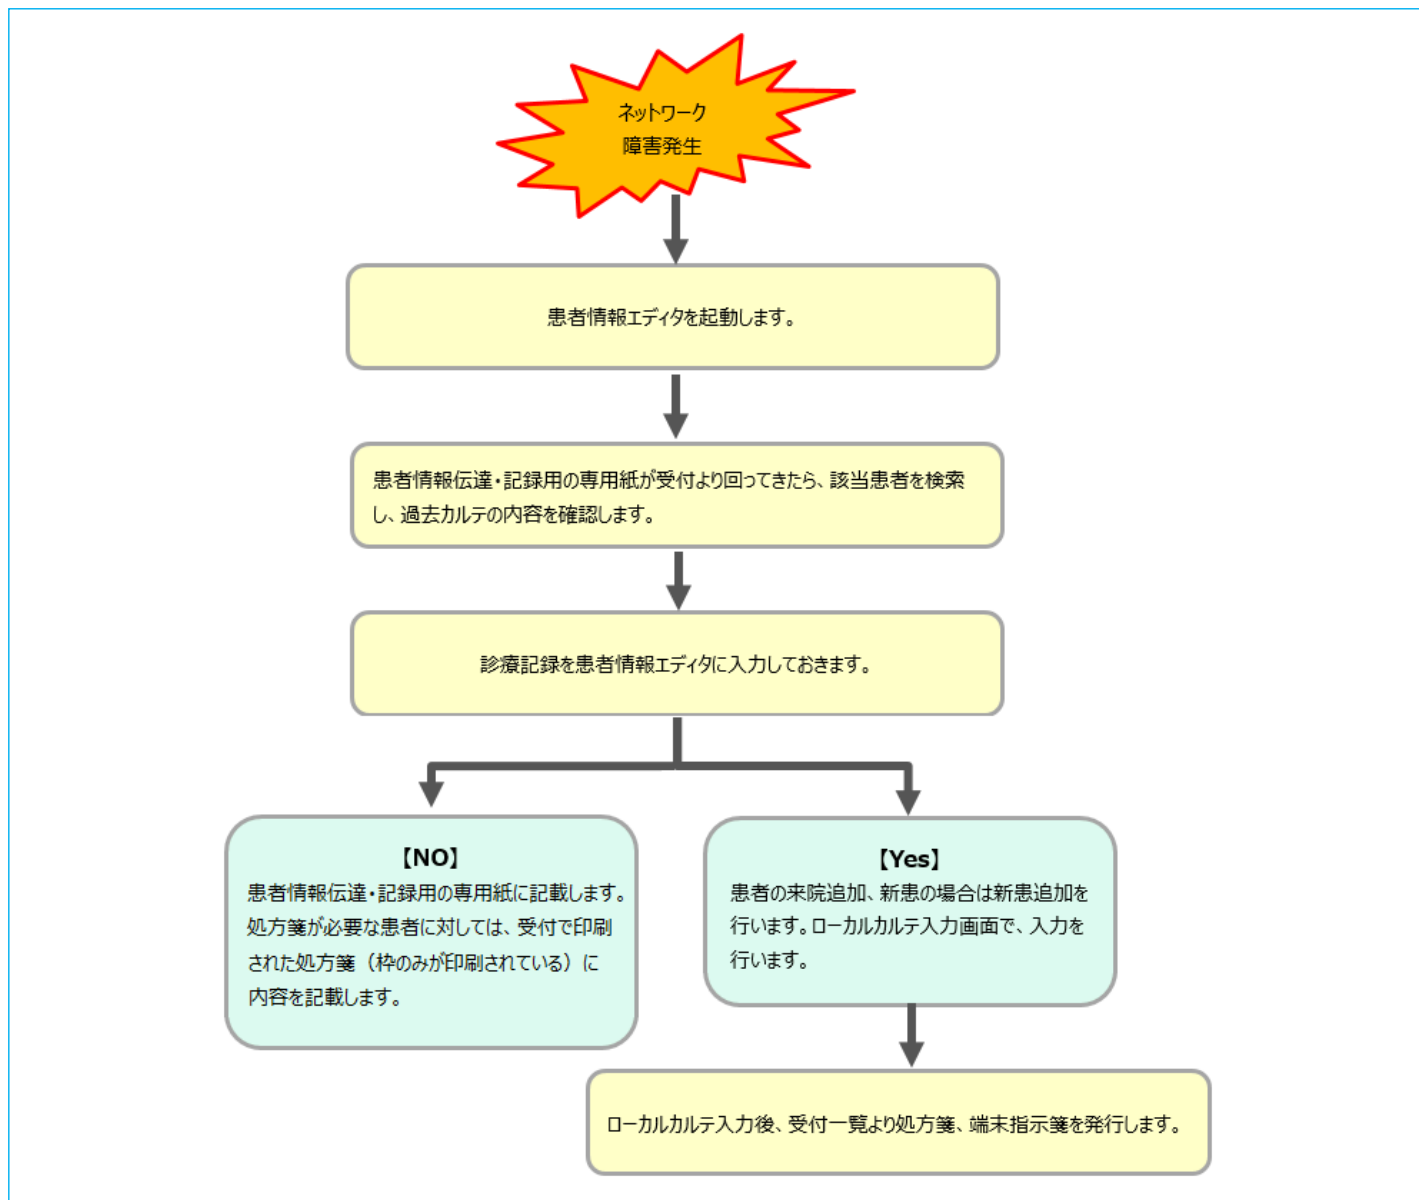 ネットワーク
障害発生
患者情報エディタを起動します。
患者情報伝達・記録用の専用紙が受付より回ってきたら、該当患者を検索
し、過去カルテの内容を確認します。
診療記録を患者情報エディタに入力しておきます。
【NO】
患者情報伝達・記録用の専用紙に記載します。
処方箋が必要な患者に対しては、受付で印刷
された処方箋（枠のみが印刷されている）に
内容を記載します。
【Yes】
患者の来院追加、新患の場合は新患追加を
行います。ローカルカルテ入力画面で、入力を
行います。
ローカルカルテ入力後、受付一覧より処方箋、端末指示箋を発行します。